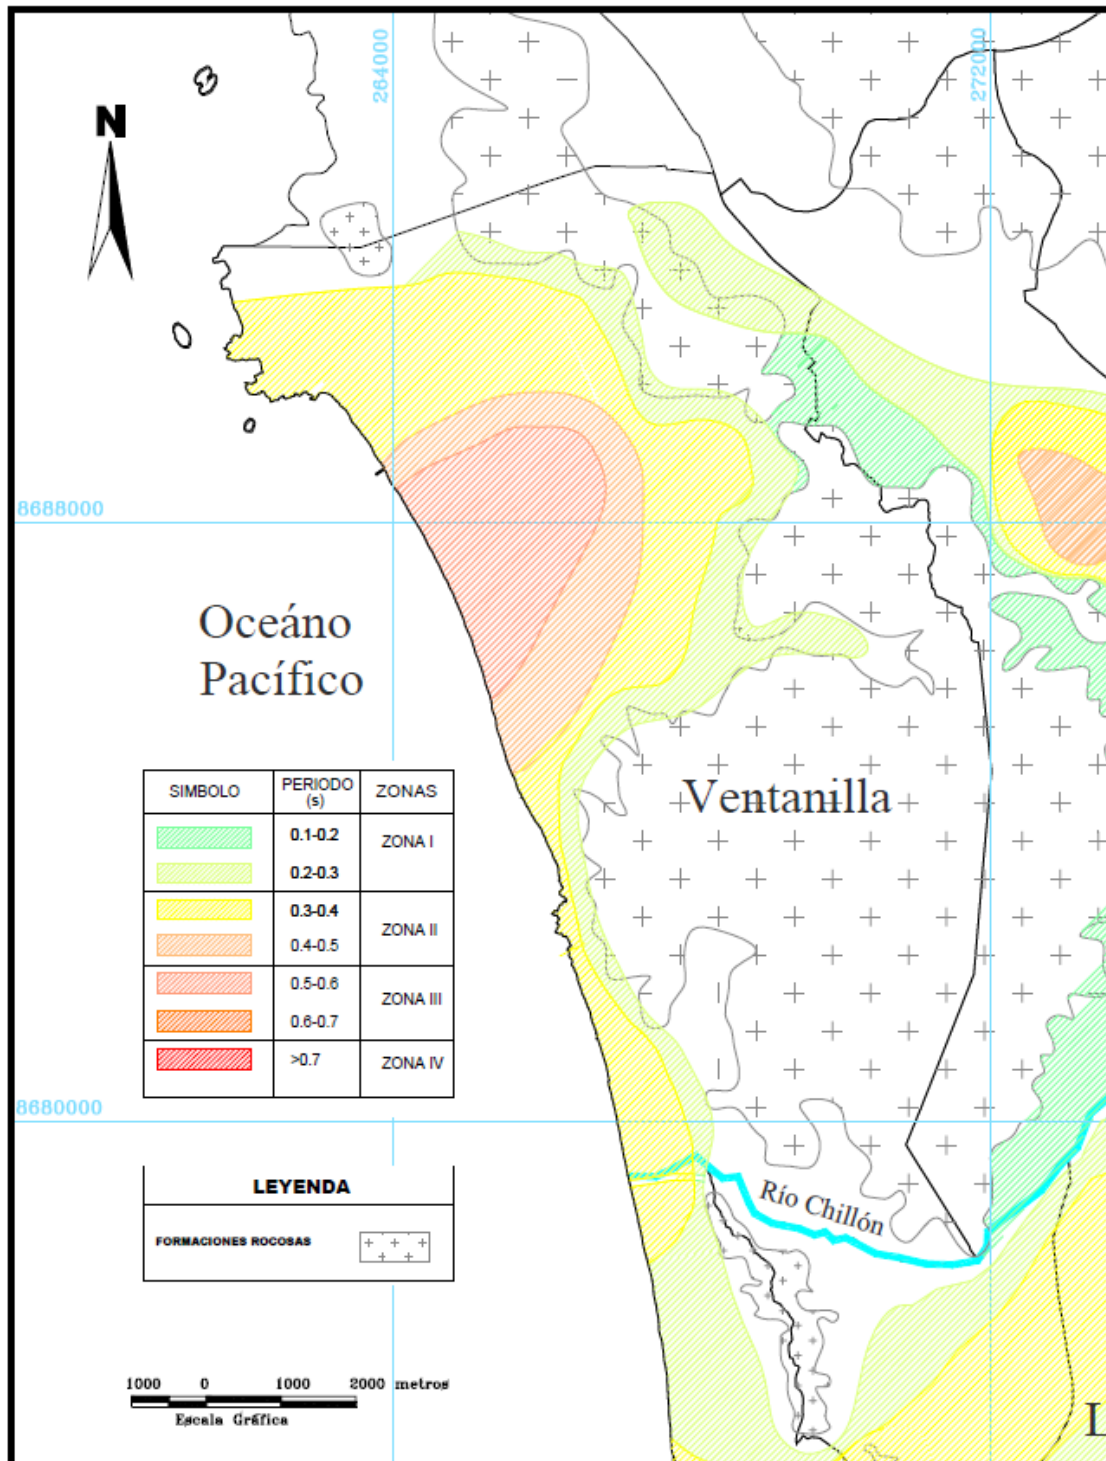 264000
272000
N
8688000
Oceáno
Pacífico
SIMBOLO PERIODO (s) ZONAS
0.1-0.2 ZONA I
0.2-0.3
0.3-0.4 ZONA II
0.4-0.5
0.5-0.6 ZONA III
0.6-0.7
>0.7 ZONA IV
Ventanilla
8680000
LEYENDA
FORMACIONES ROCOSAS
Río Chillón
1000 0 1000 2000 metros
Escala Gráfica
L